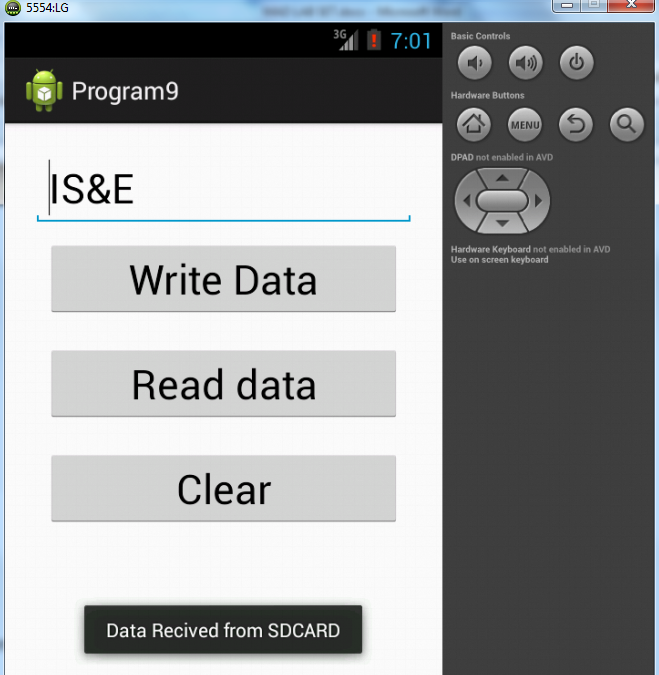 5554:LG
3G 7:01
Program9
IS&E
Write Data
Read data
Clear
Data Recived from SDCARD
Basic Controls
Hardware Buttons
MENU
DPAD not enabled in AVD
Hardware Keyboard not enabled in AVD
Use on screen keyboard